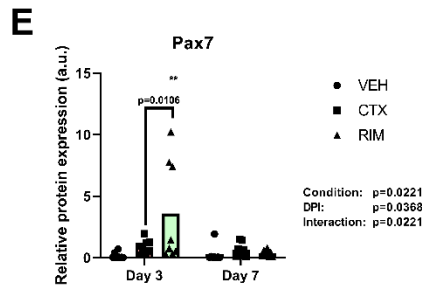 E
Pax7
Relative protein expression (a.u.)
15
10
5
0
**
p=0.0106
Day 3
Day 7
VEH
CTX
RIM
Condition: p=0.0221
DPI: p=0.0368
Interaction: p=0.0221